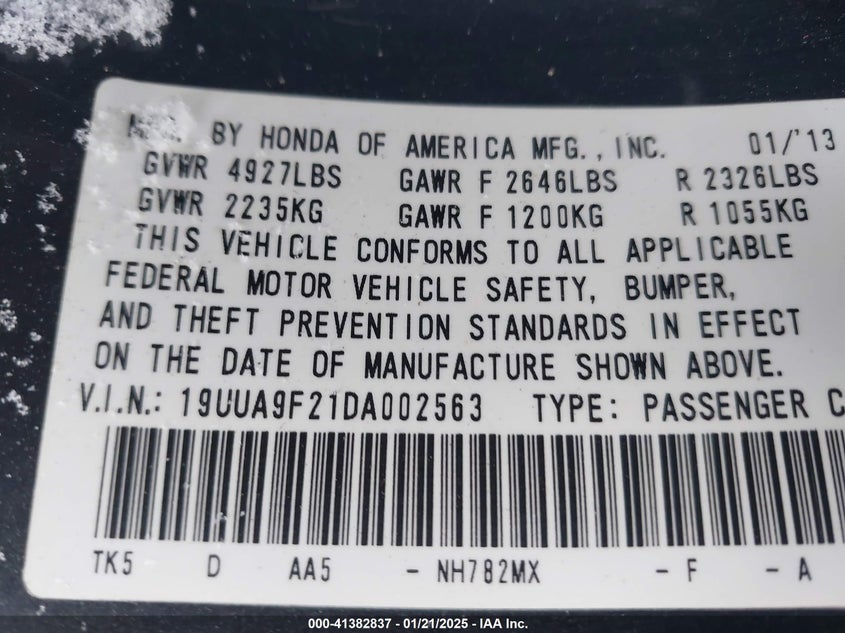 MFG. BY HONDA OF AMERICA MFG., INC. 01/'13
GVWR 4927LBS GAWR F 2646LBS R 2326LBS
GVWR 2235KG GAWR F 1200KG R 1055KG
THIS VEHICLE CONFORMS TO ALL APPLICABLE
FEDERAL MOTOR VEHICLE SAFETY, BUMPER,
AND THEFT PREVENTION STANDARDS IN EFFECT
ON THE DATE OF MANUFACTURE SHOWN ABOVE.
V.I.N.: 19UUA9F21DA002563 TYPE: PASSENGER C
TK5 D AA5 - NH782MX - F - A
000-41382837 - 01/21/2025 - IAA Inc.